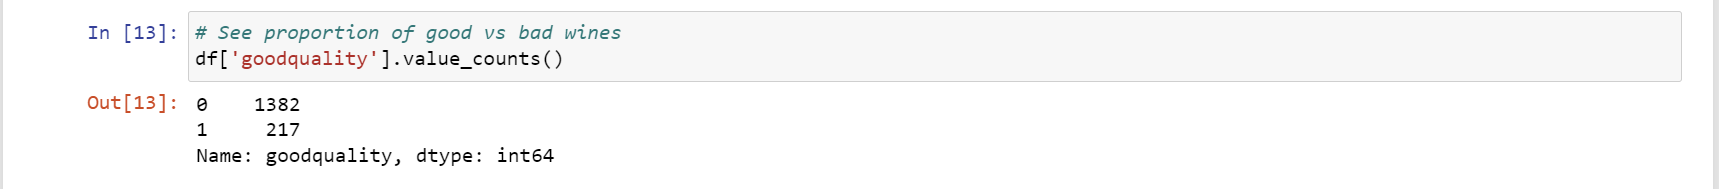 In [13]: # See proportion of good vs bad wines
df['goodquality'].value_counts()
Out[13]: 0    1382
1     217
Name: goodquality, dtype: int64